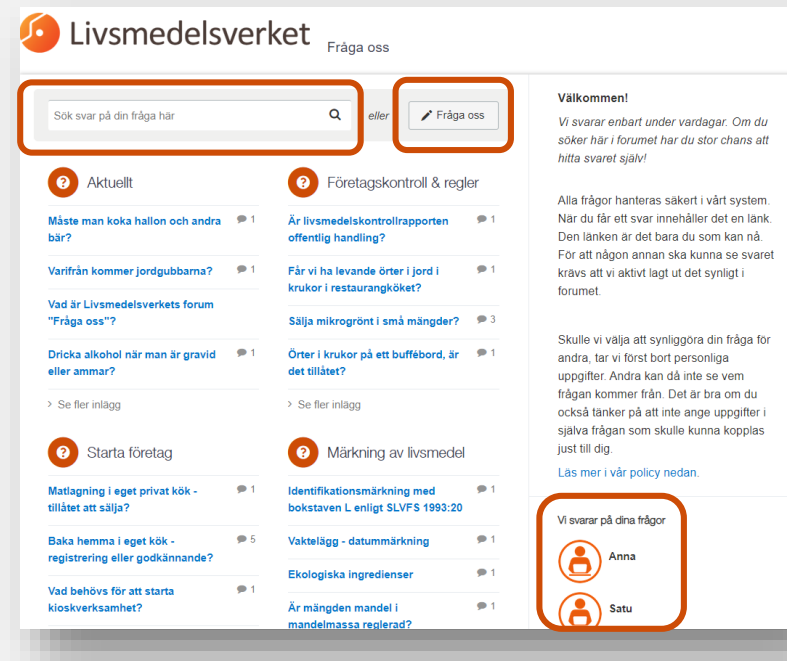 Livsmedelsverket
Fråga oss
Sök svar på din fråga här
eller
Fråga oss
Aktuellt
Måste man koka hallon och andra
bär?
1
Varifrån kommer jordgubbarna?
1
Vad är Livsmedelsverkets forum
"Fråga oss"?
Dricka alkohol när man är gravid
eller ammar?
1
> Se fler inlägg
Företagskontroll & regler
Är livsmedelskontrollrapporten
offentlig handling?
1
Får vi ha levande örter i jord i
krukor i restaurangköket?
1
Sälja mikrogrönt i små mängder?
3
Örter i krukor på ett buffébord, är
det tillåtet?
1
> Se fler inlägg
Starta företag
Matlagning i eget privat kök -
tillåtet att sälja?
1
Baka hemma i eget kök -
registrering eller godkännande?
5
Vad behövs för att starta
kioskverksamhet?
1
Märkning av livsmedel
Identifikationsmärkning med
bokstaven L enligt SLVFS 1993:20
1
Vaktelägg - datummärkning
1
Ekologiska ingredienser
1
Är mängden mandel i
mandelmassa reglerad?
1
Välkommen!
Vi svarar enbart under vardagar. Om du
söker här i forumet har du stor chans att
hitta svaret själv!
Alla frågor hanteras säkert i vårt system.
När du får ett svar innehåller det en länk.
Den länken är det bara du som kan nå.
För att någon annan ska kunna se svaret
krävs att vi aktivt lagt ut det synligt i
forumet.
Skulle vi välja att synliggöra din fråga för
andra, tar vi först bort personliga
uppgifter. Andra kan då inte se vem
frågan kommer från. Det är bra om du
också tänker på att inte ange uppgifter i
själva frågan som skulle kunna kopplas
just till dig.
Läs mer i vår policy nedan.
Vi svarar på dina frågor
Anna
Satu